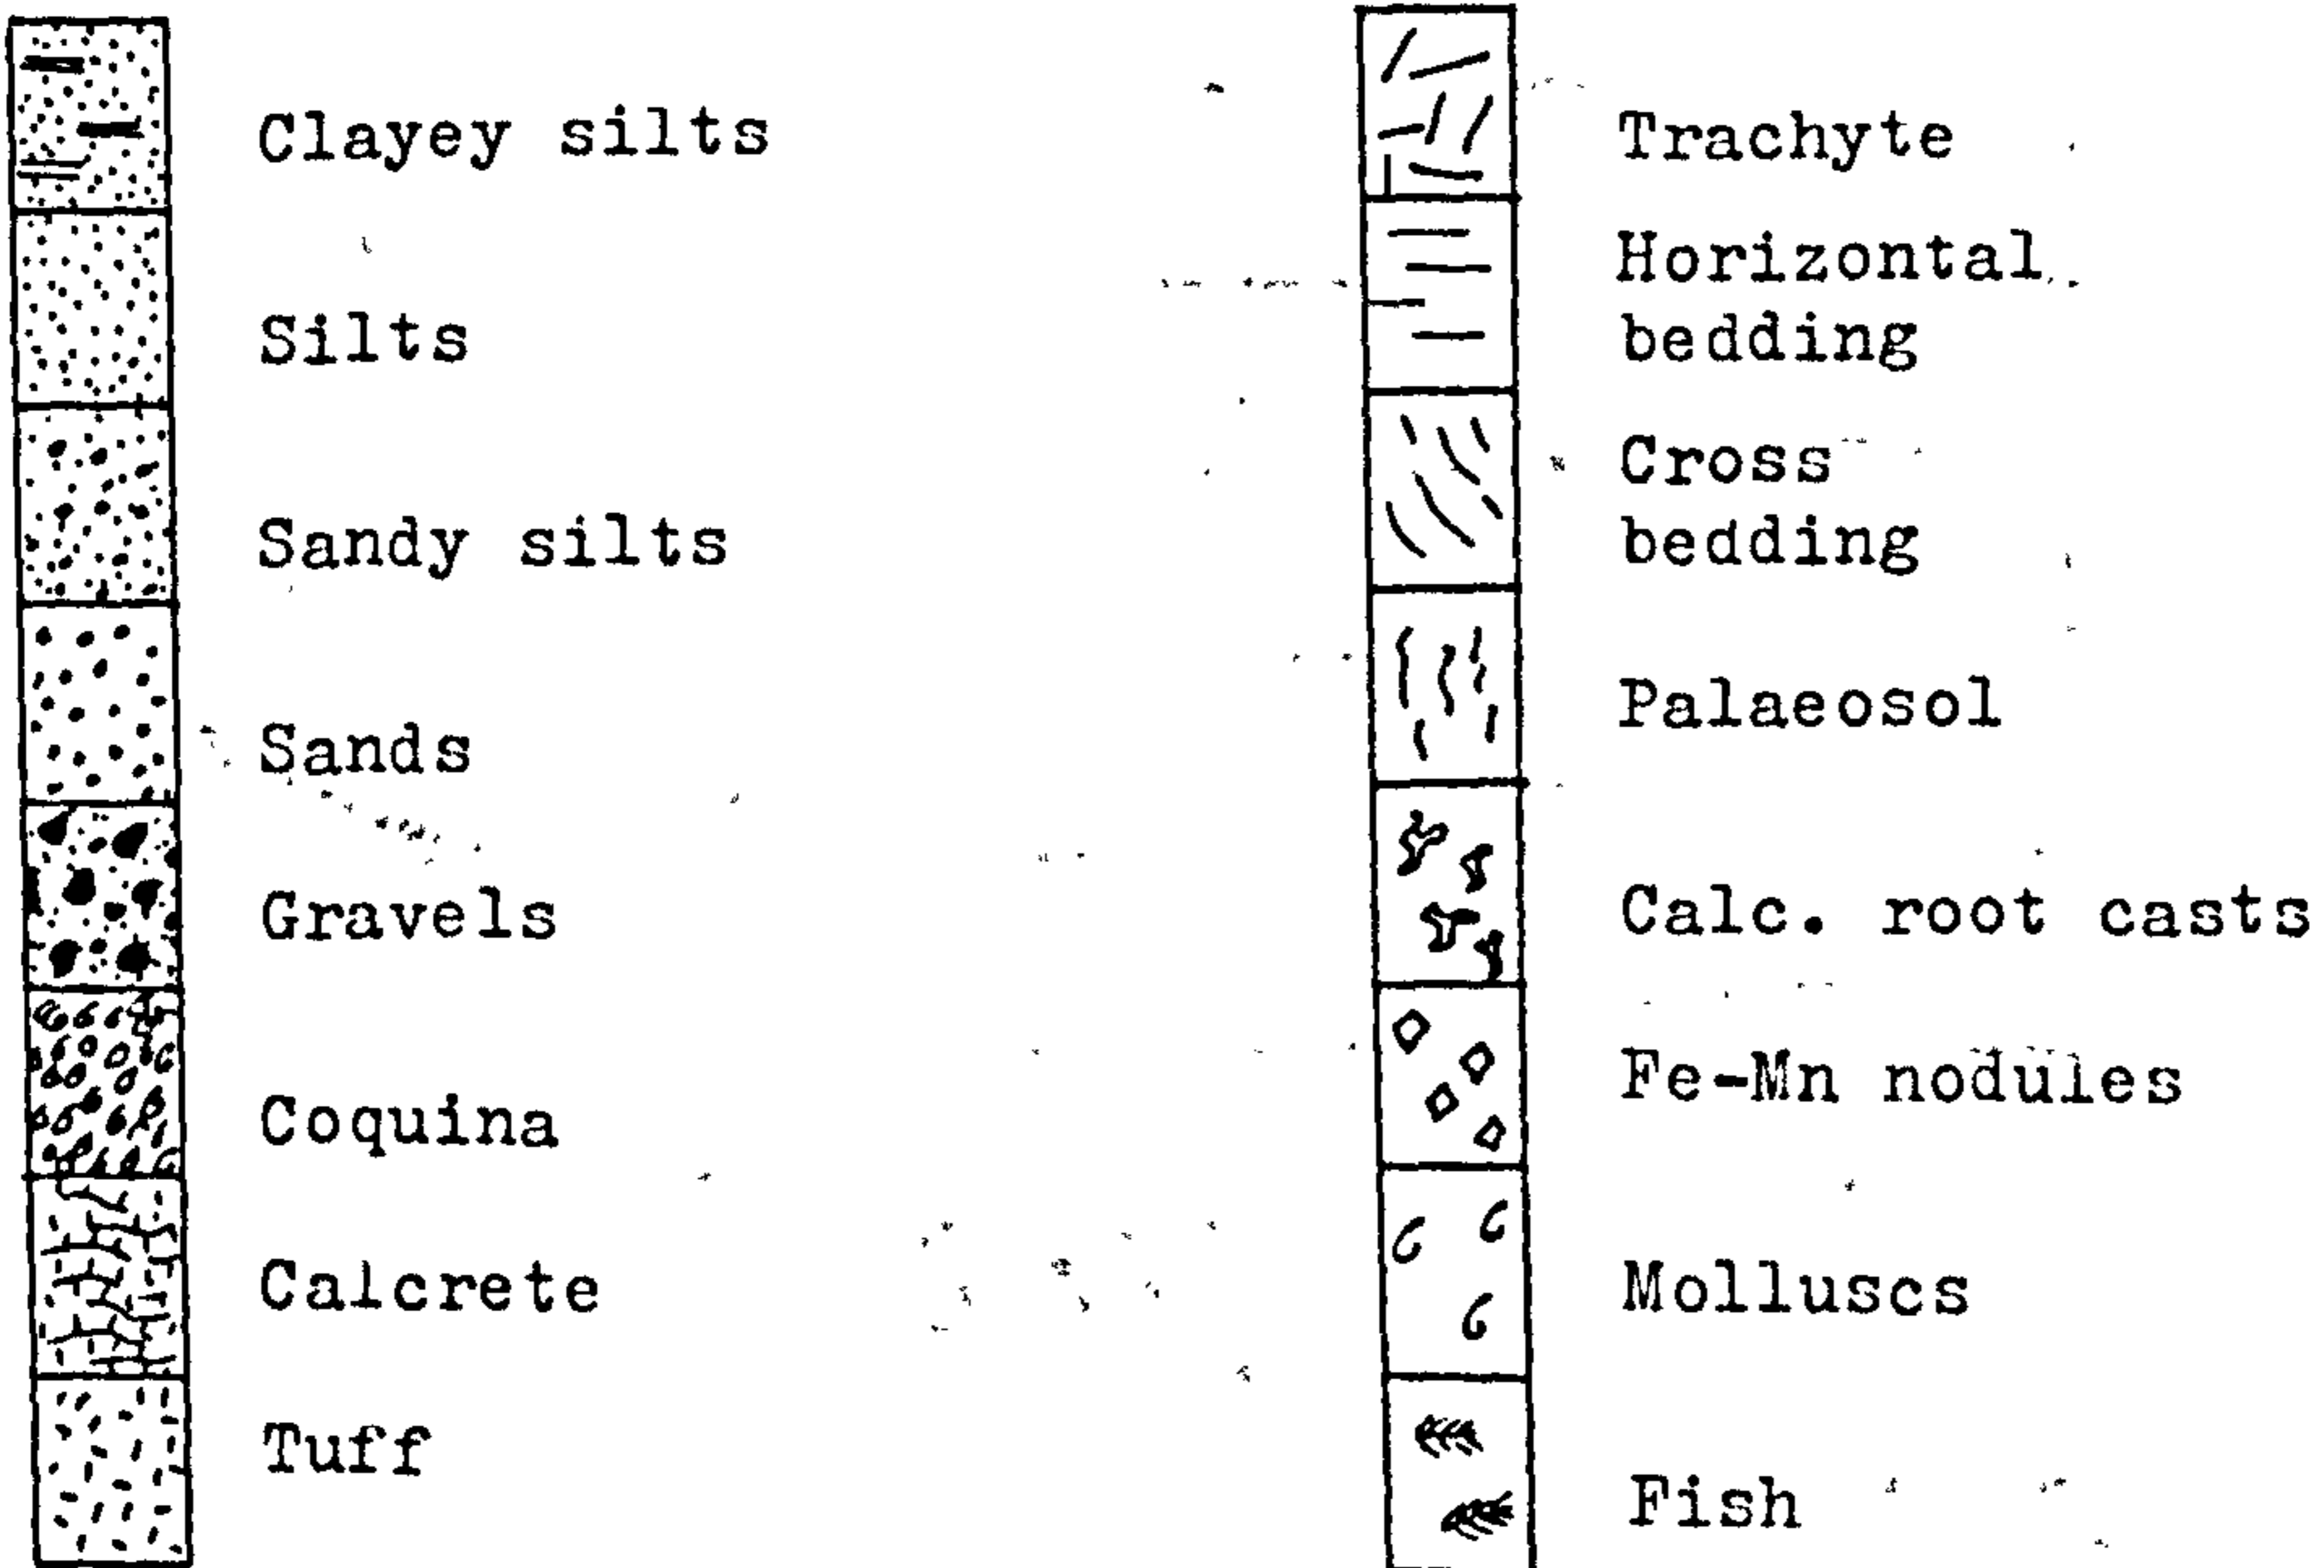 Clayey silts
Silts
Sandy silts
Sands
Gravels
Coquina
Calcrete
Tuff
Trachyte
Horizontal
bedding
Cross
bedding
Palaeosol
Calc. root casts
Fe-Mn nodules
Molluscs
Fish